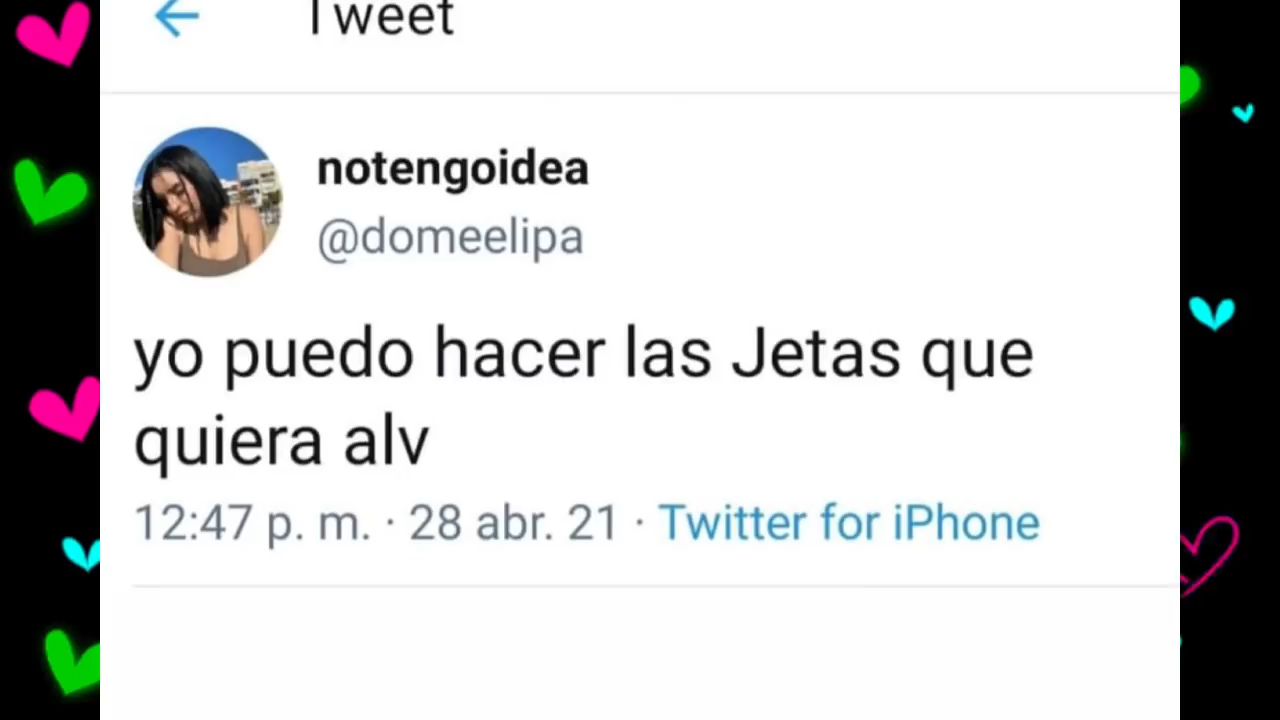 Tweet
notengoidea
@domeelipa
yo puedo hacer las Jetas que
quiera alv
12:47 p. m. · 28 abr. 21 · Twitter for iPhone